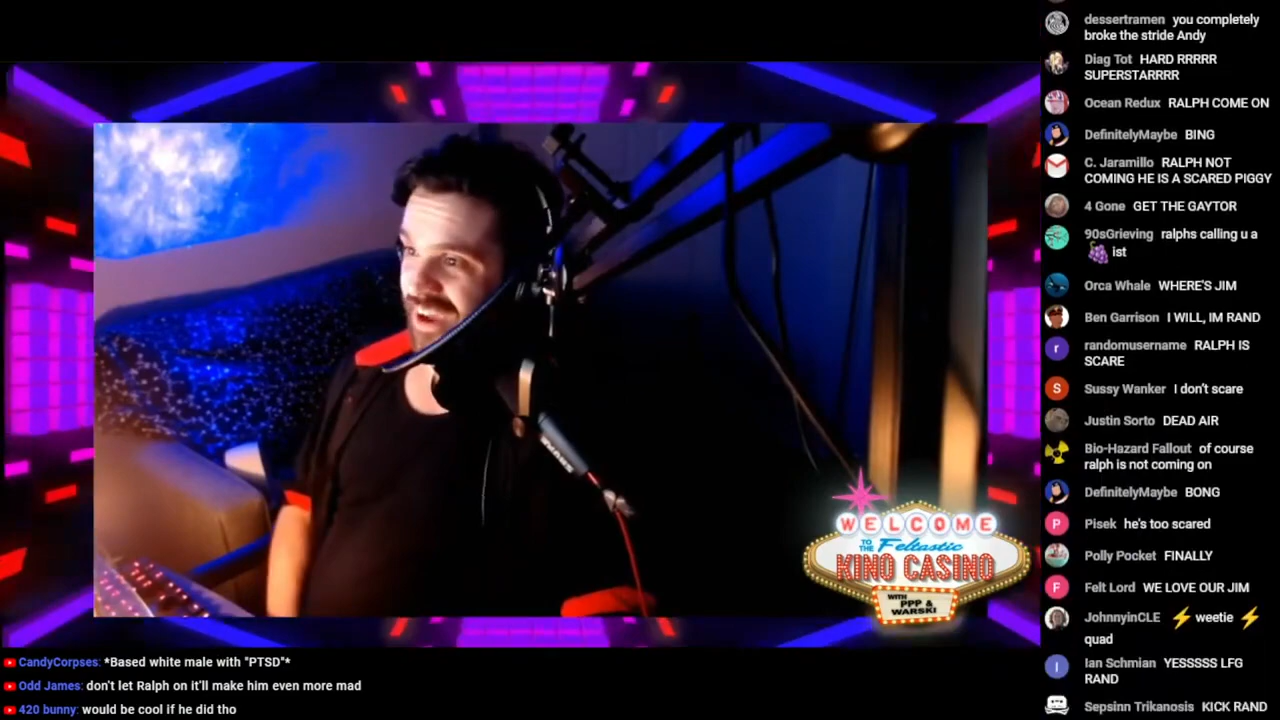 dessertramen you completely
broke the stride Andy
Diag Tot HARD RRRRR
SUPERSTARRRR
Ocean Redux RALPH COME ON
DefinitelyMaybe BING
C. Jaramillo RALPH NOT
COMING HE IS A SCARED PIGGY
4 Gone GET THE GAYTOR
90sGrieving ralphs calling u a
🍇 ist
Orca Whale WHERE'S JIM
Ben Garrison I WILL, IM RAND
r
randomusername RALPH IS
SCARE
S
Sussy Wanker I don't scare
Justin Sorto DEAD AIR
Bio-Hazard Fallout of course
ralph is not coming on
DefinitelyMaybe BONG
P
Pisek he's too scared
Polly Pocket FINALLY
F
Felt Lord WE LOVE OUR JIM
JohnnyinCLE ⚡ weetie ⚡
quad
I
Ian Schmian YESSSSS LFG
RAND
Sepsinn Trikanosis KICK RAND
WELCOME
TO THE Feltastic
KINO CASINO
WITH
PPP &
WARSKI
CandyCorpses: *Based white male with "PTSD"*
Odd James: don't let Ralph on it'll make him even more mad
420 bunny: would be cool if he did tho